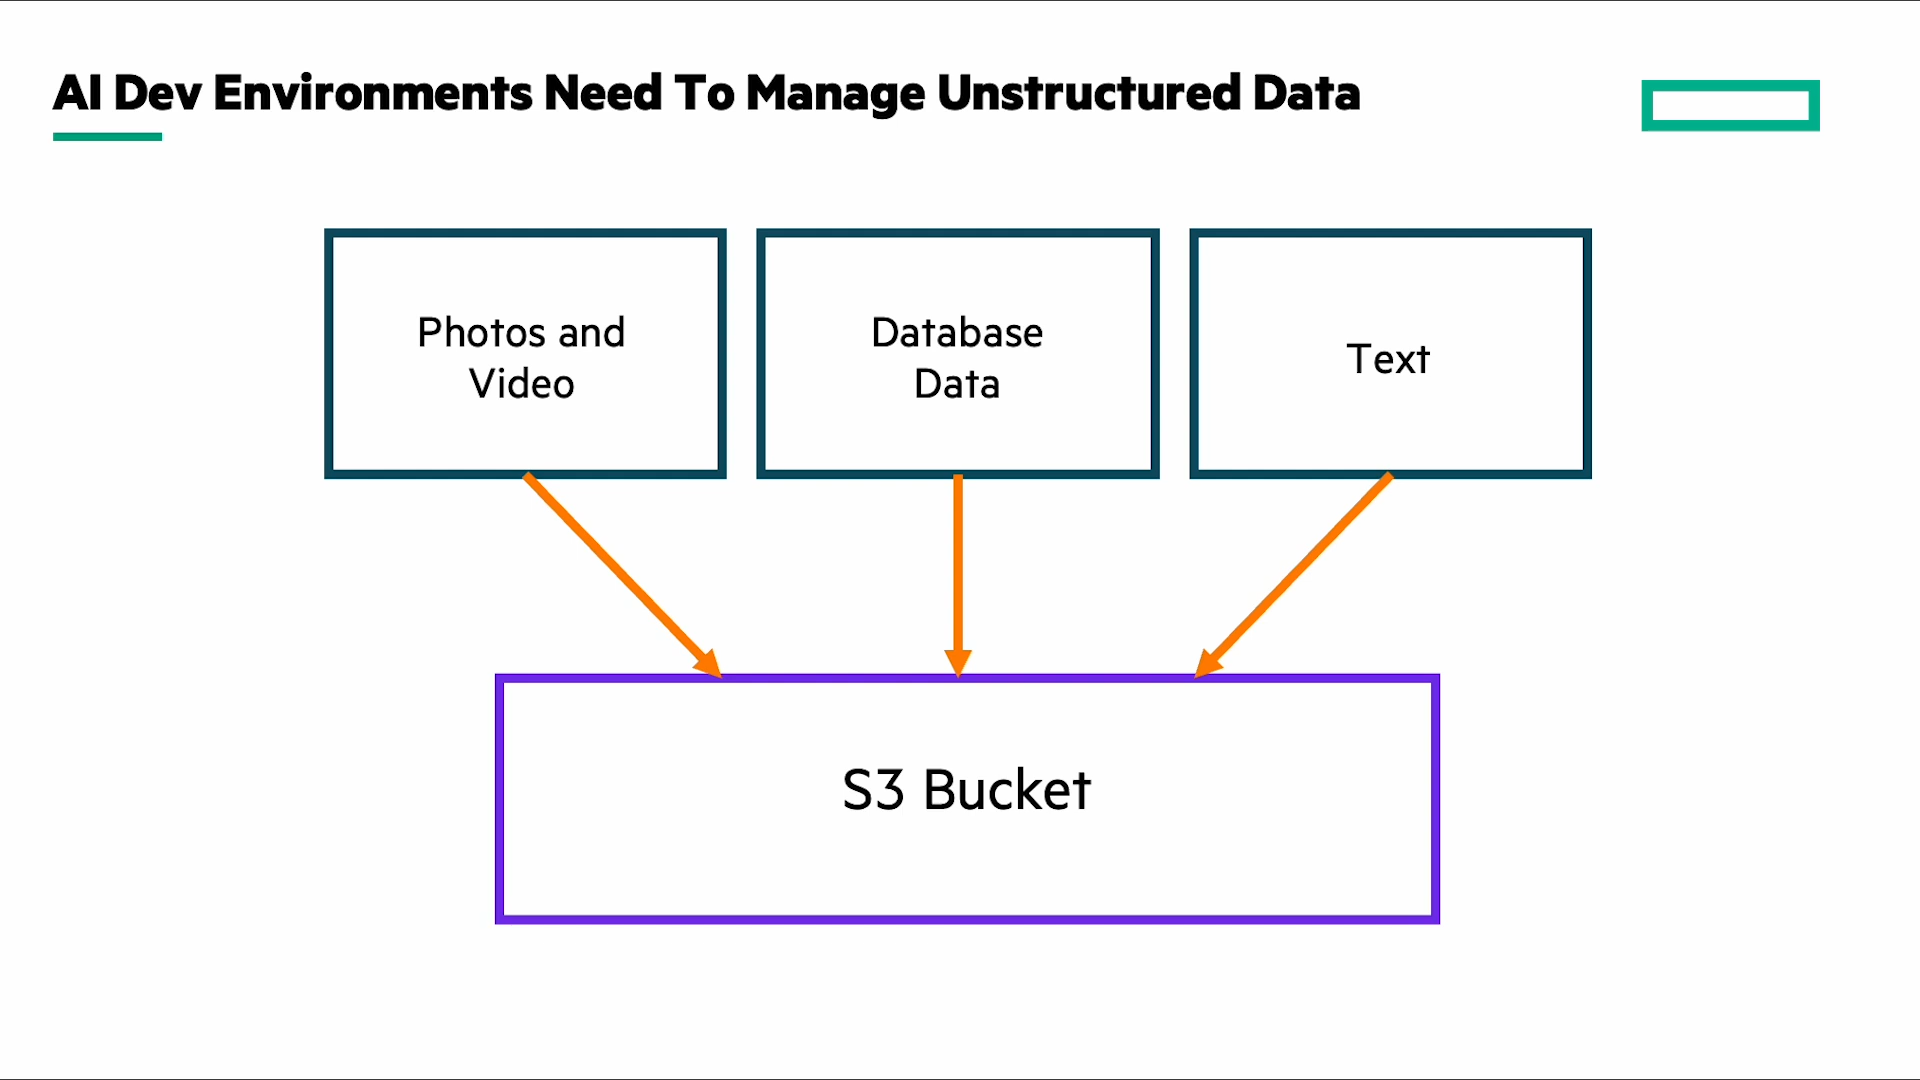 AI Dev Environments Need To Manage Unstructured Data
Photos and
Video
Database
Data
Text
S3 Bucket